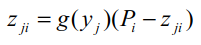 z_{ji} = g(y_j)(P_i − z_{ji})